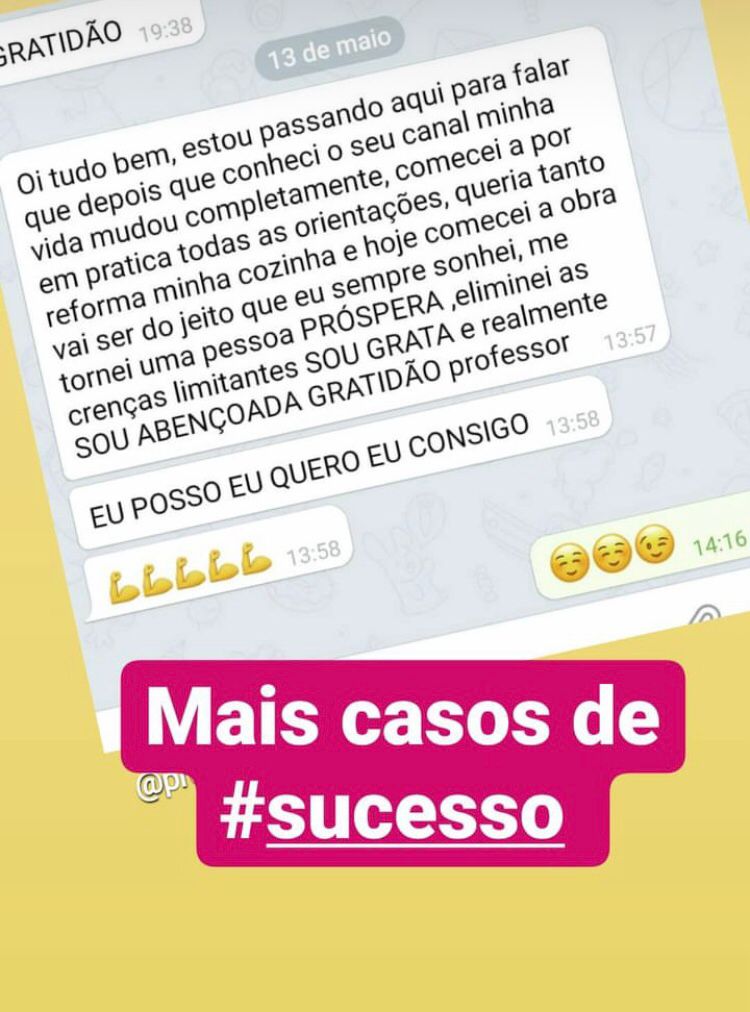 GRATIDÃO 19:38
13 de maio
Oi tudo bem, estou passando aqui para falar
que depois que conheci o seu canal minha
vida mudou completamente, comecei a por
em pratica todas as orientações, queria tanto
reforma minha cozinha e hoje comecei a obra
vai ser do jeito que eu sempre sonhei, me
tornei uma pessoa PRÓSPERA ,eliminei as
crenças limitantes SOU GRATA e realmente
SOU ABENÇOADA GRATIDÃO professor 13:57
EU POSSO EU QUERO EU CONSIGO 13:58
💪💪💪💪💪 13:58
☺️☺️😉 14:16
Mais casos de
@pr
#sucesso